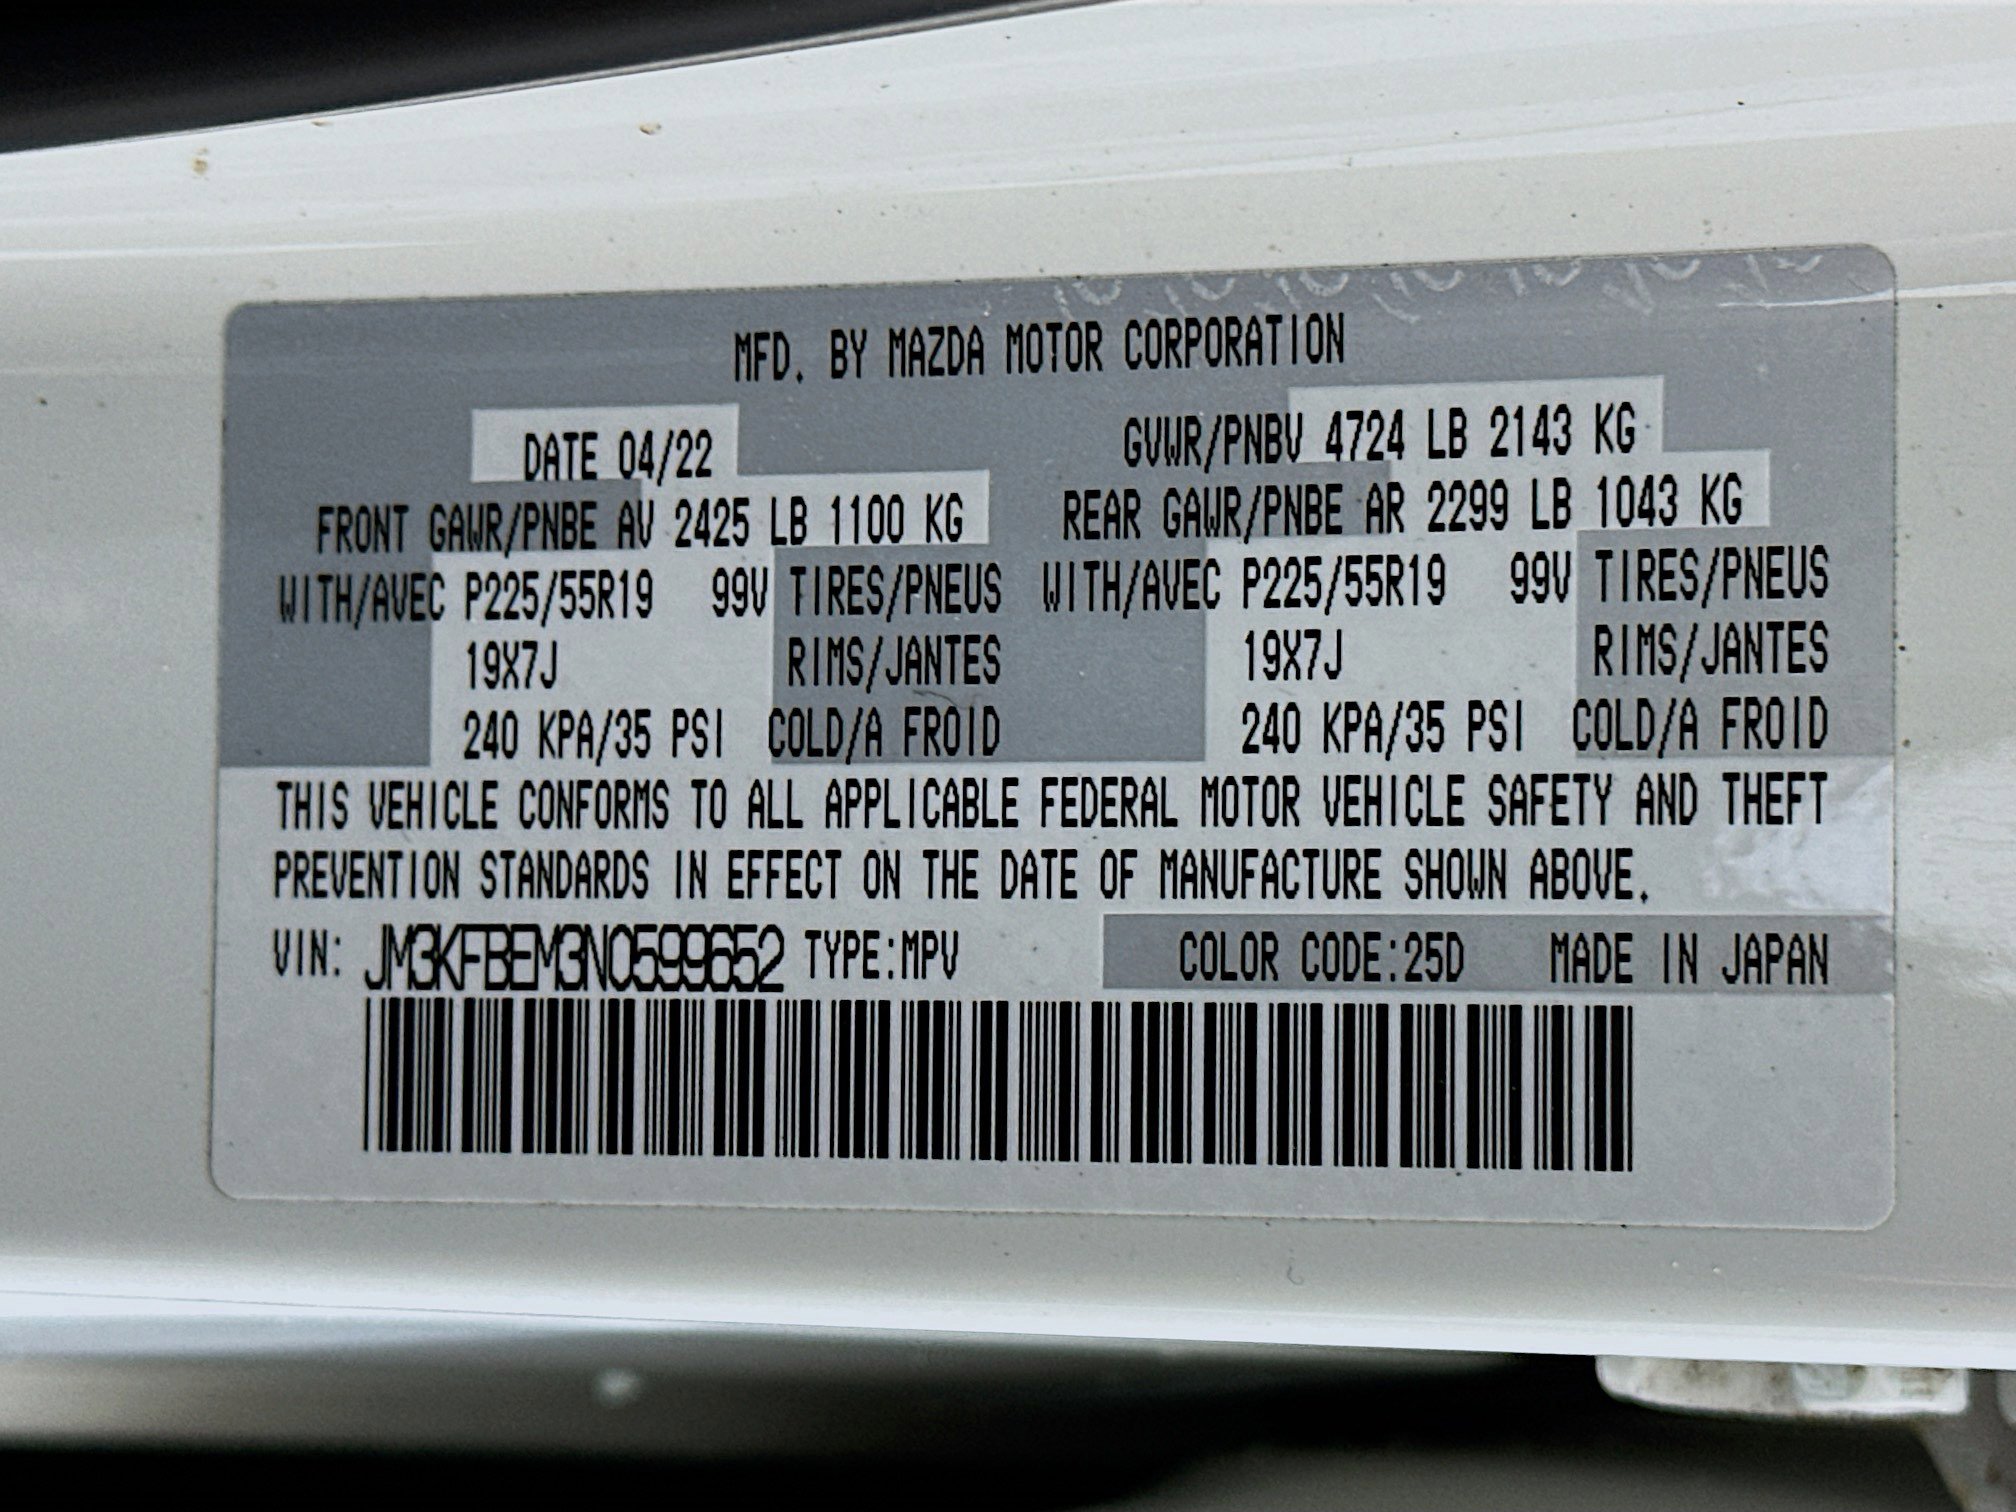 MFD. BY MAZDA MOTOR CORPORATION
DATE 04/22 GVWR/PNBV 4724 LB 2143 KG
FRONT GAWR/PNBE AV 2425 LB 1100 KG REAR GAWR/PNBE AR 2299 LB 1043 KG
WITH/AVEC P225/55R19 99V TIRES/PNEUS WITH/AVEC P225/55R19 99V TIRES/PNEUS
19X7J RIMS/JANTES 19X7J RIMS/JANTES
240 KPA/35 PSI COLD/A FROID 240 KPA/35 PSI COLD/A FROID
THIS VEHICLE CONFORMS TO ALL APPLICABLE FEDERAL MOTOR VEHICLE SAFETY AND THEFT
PREVENTION STANDARDS IN EFFECT ON THE DATE OF MANUFACTURE SHOWN ABOVE.
VIN: JM3KFBEM3N0599652 TYPE:MPV COLOR CODE:25D MADE IN JAPAN